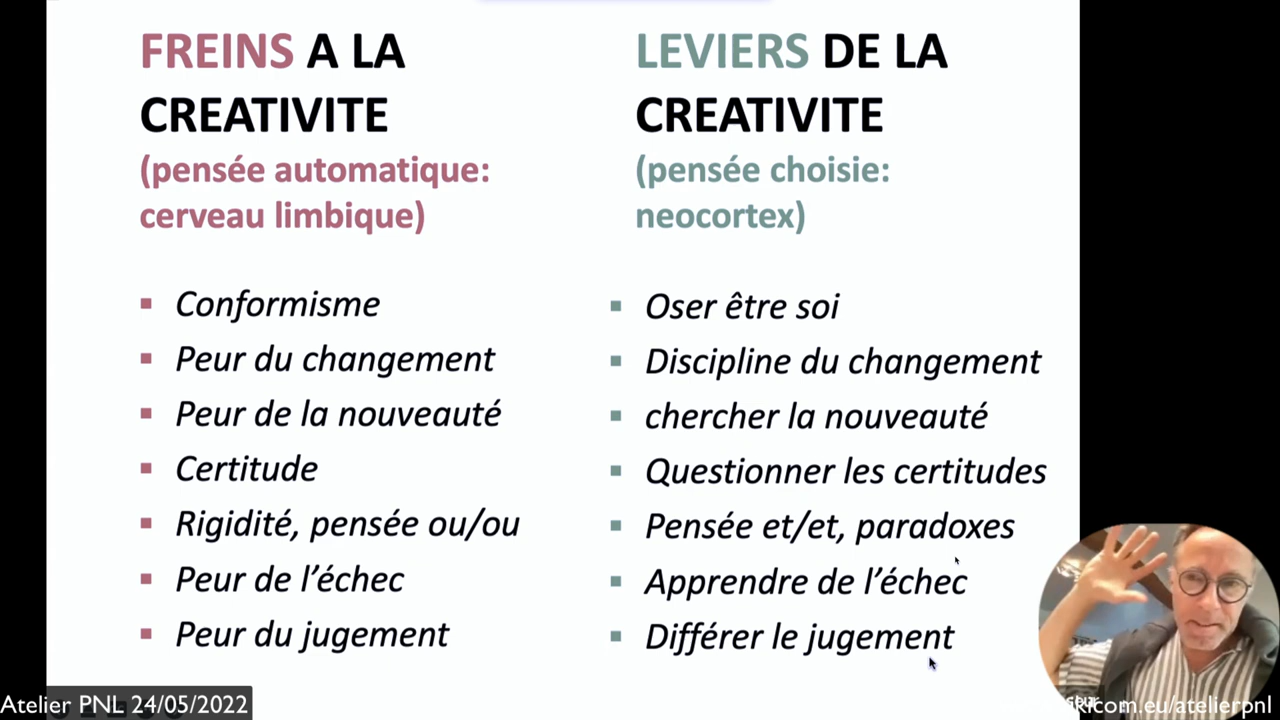 FREINS A LA
CREATIVITE
(pensée automatique:
cerveau limbique)
Conformisme
Peur du changement
Peur de la nouveauté
Certitude
Rigidité, pensée ou/ou
Peur de l’échec
Peur du jugement
LEVIERS DE LA
CREATIVITE
(pensée choisie:
neocortex)
Oser être soi
Discipline du changement
chercher la nouveauté
Questionner les certitudes
Pensée et/et, paradoxes
Apprendre de l’échec
Différer le jugement
Atelier PNL 24/05/2022